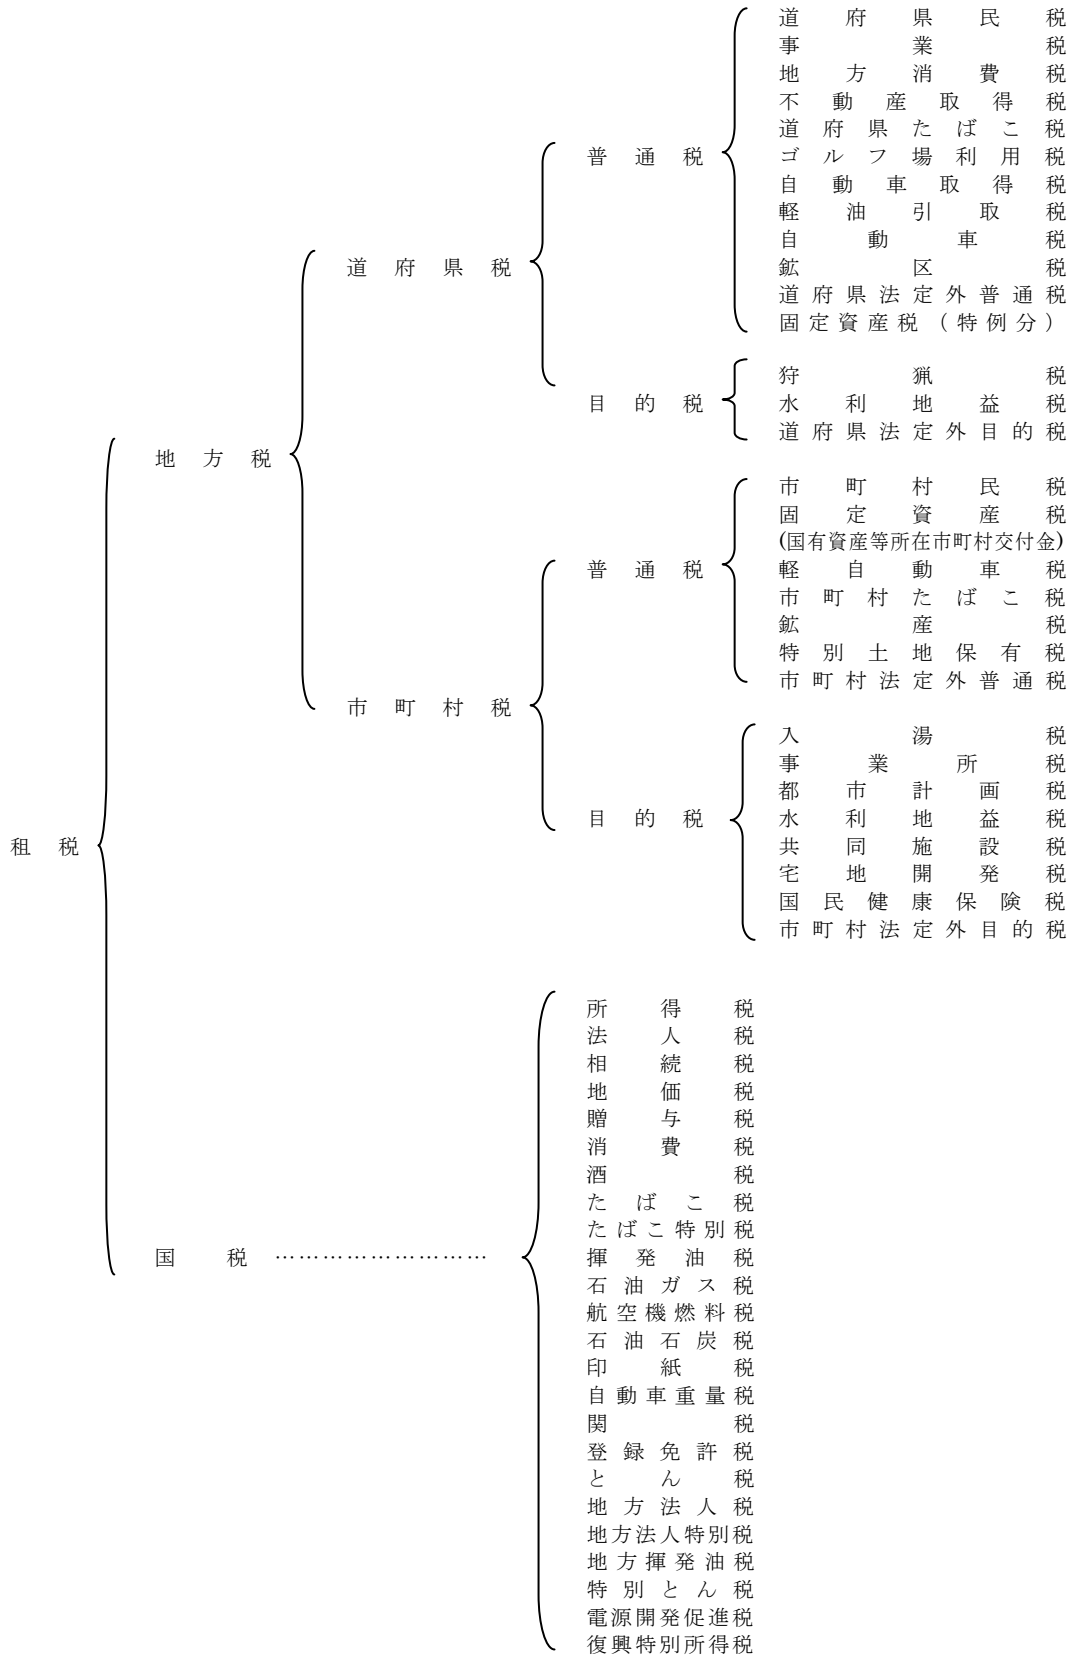 租税
地方税
道府県税
普通税
道府県民税
事業税
地方消費税
不動産取得税
道府県たばこ税
ゴルフ場利用税
自動車取得税
軽油引取税
自動車税
鉱区税
道府県法定外普通税
固定資産税(特例分)
目的税
狩猟税
水利地益税
道府県法定外目的税
市町村税
普通税
市町村民税
固定資産税
(国有資産等所在市町村交付金)
軽自動車税
市町村たばこ税
鉱産税
特別土地保有税
市町村法定外普通税
目的税
入湯税
事業所税
都市計画税
水利地益税
共同施設税
宅地開発税
国民健康保険税
市町村法定外目的税
国税 ………………………
所得税
法人税
相続税
地価税
贈与税
消費税
酒税
たばこ税
たばこ特別税
揮発油税
石油ガス税
航空機燃料税
石油石炭税
印紙税
自動車重量税
関税
登録免許税
とん税
地方法人税
地方法人特別税
地方揮発油税
特別とん税
電源開発促進税
復興特別所得税